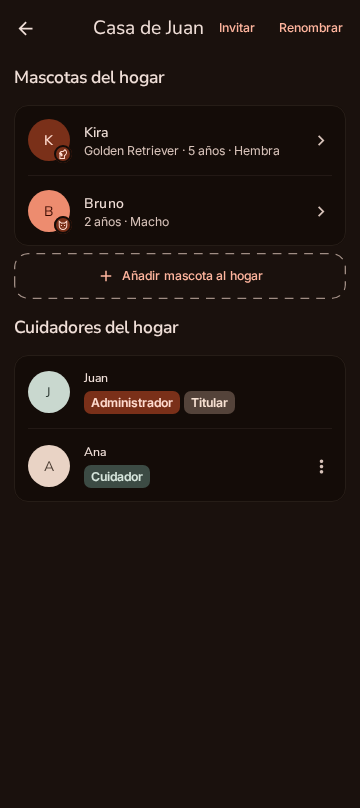 Casa de Juan Invitar Renombrar
Mascotas del hogar
K
Kira
Golden Retriever · 5 años · Hembra
B
Bruno
2 años · Macho
+ Añadir mascota al hogar
Cuidadores del hogar
J
Juan
Administrador Titular
A
Ana
Cuidador